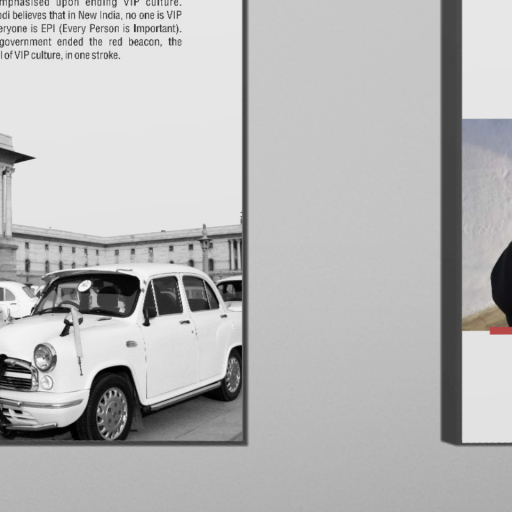 mphasised upon ending VIP culture.
odi believes that in New India, no one is VIP
eryone is EPI (Every Person is Important).
government ended the red beacon, the
l of VIP culture, in one stroke.